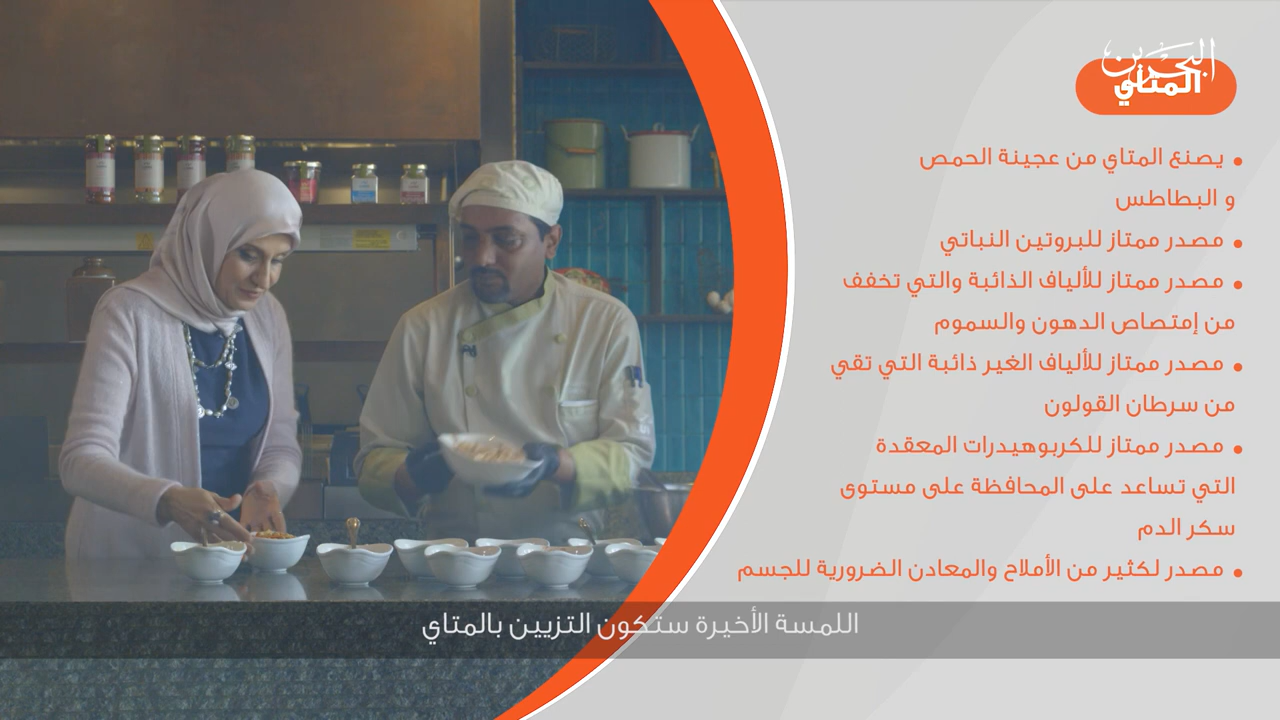 البحرين
المتاي
• يصنع المتاي من عجينة الحمص
و البطاطس
• مصدر ممتاز للبروتين النباتي
• مصدر ممتاز للألياف الذائبة والتي تخفف
من إمتصاص الدهون والسموم
• مصدر ممتاز للألياف الغير ذائبة التي تقي
من سرطان القولون
• مصدر ممتاز للكربوهيدرات المعقدة
التي تساعد على المحافظة على مستوى
سكر الدم
• مصدر لكثير من الأملاح والمعادن الضرورية للجسم
اللمسة الأخيرة ستكون التزيين بالمتاي